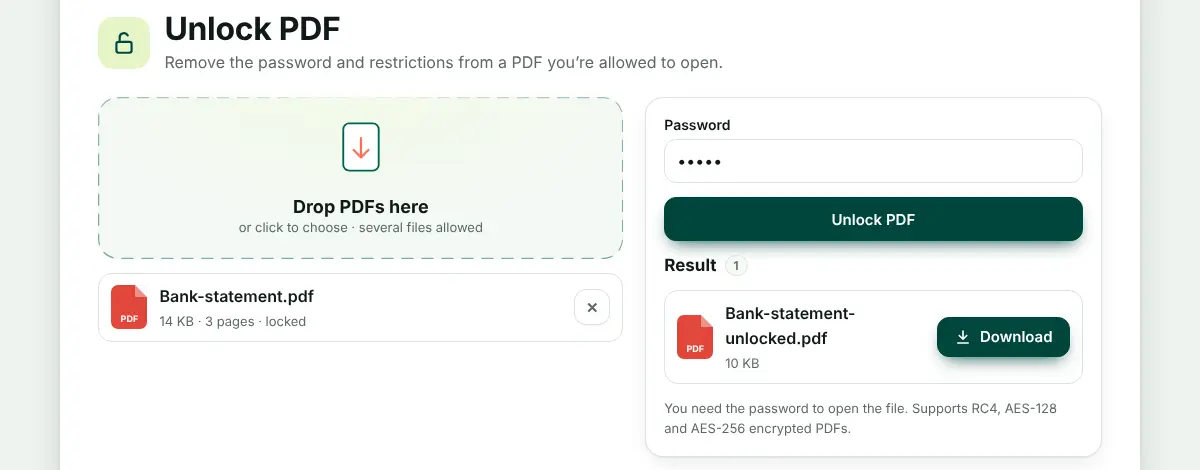 Unlock PDF
Remove the password and restrictions from a PDF you’re allowed to open.
Drop PDFs here
or click to choose · several files allowed
PDF
Bank-statement.pdf
14 KB · 3 pages · locked
Password
Unlock PDF
Result 1
PDF
Bank-statement-
unlocked.pdf
10 KB
Download
You need the password to open the file. Supports RC4, AES-128
and AES-256 encrypted PDFs.